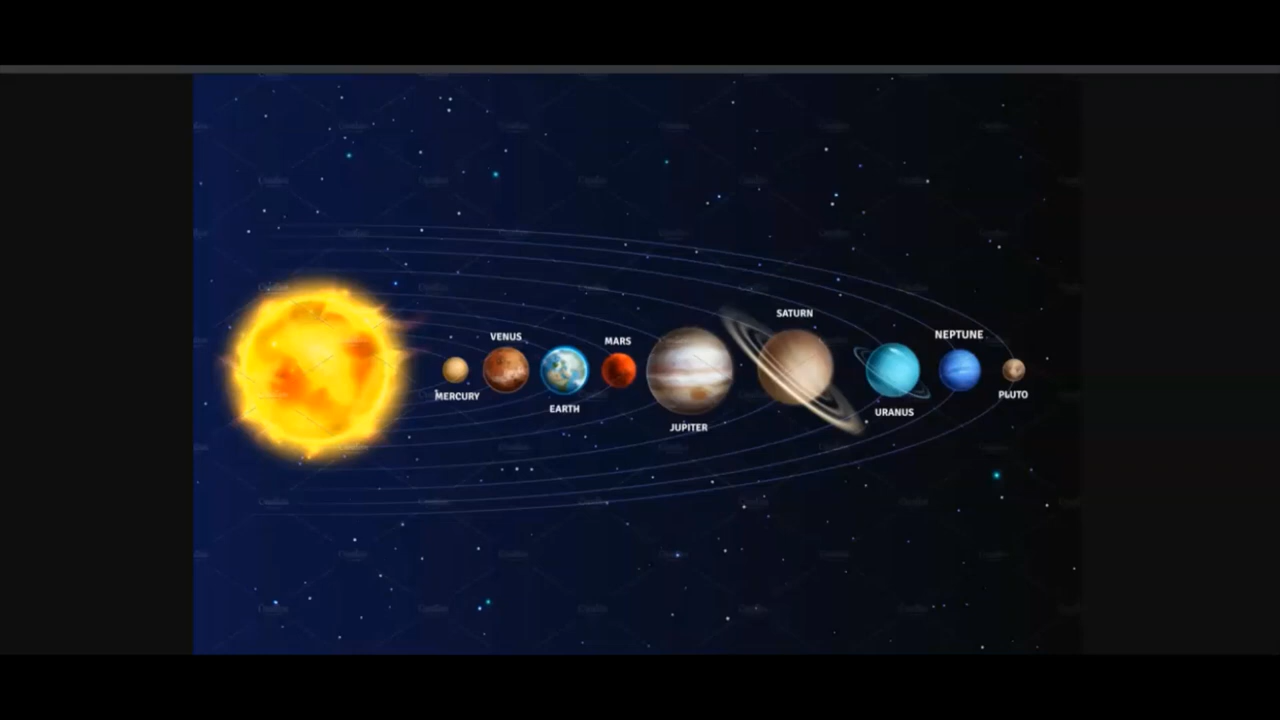 MERCURY
VENUS
EARTH
MARS
JUPITER
SATURN
URANUS
NEPTUNE
PLUTO